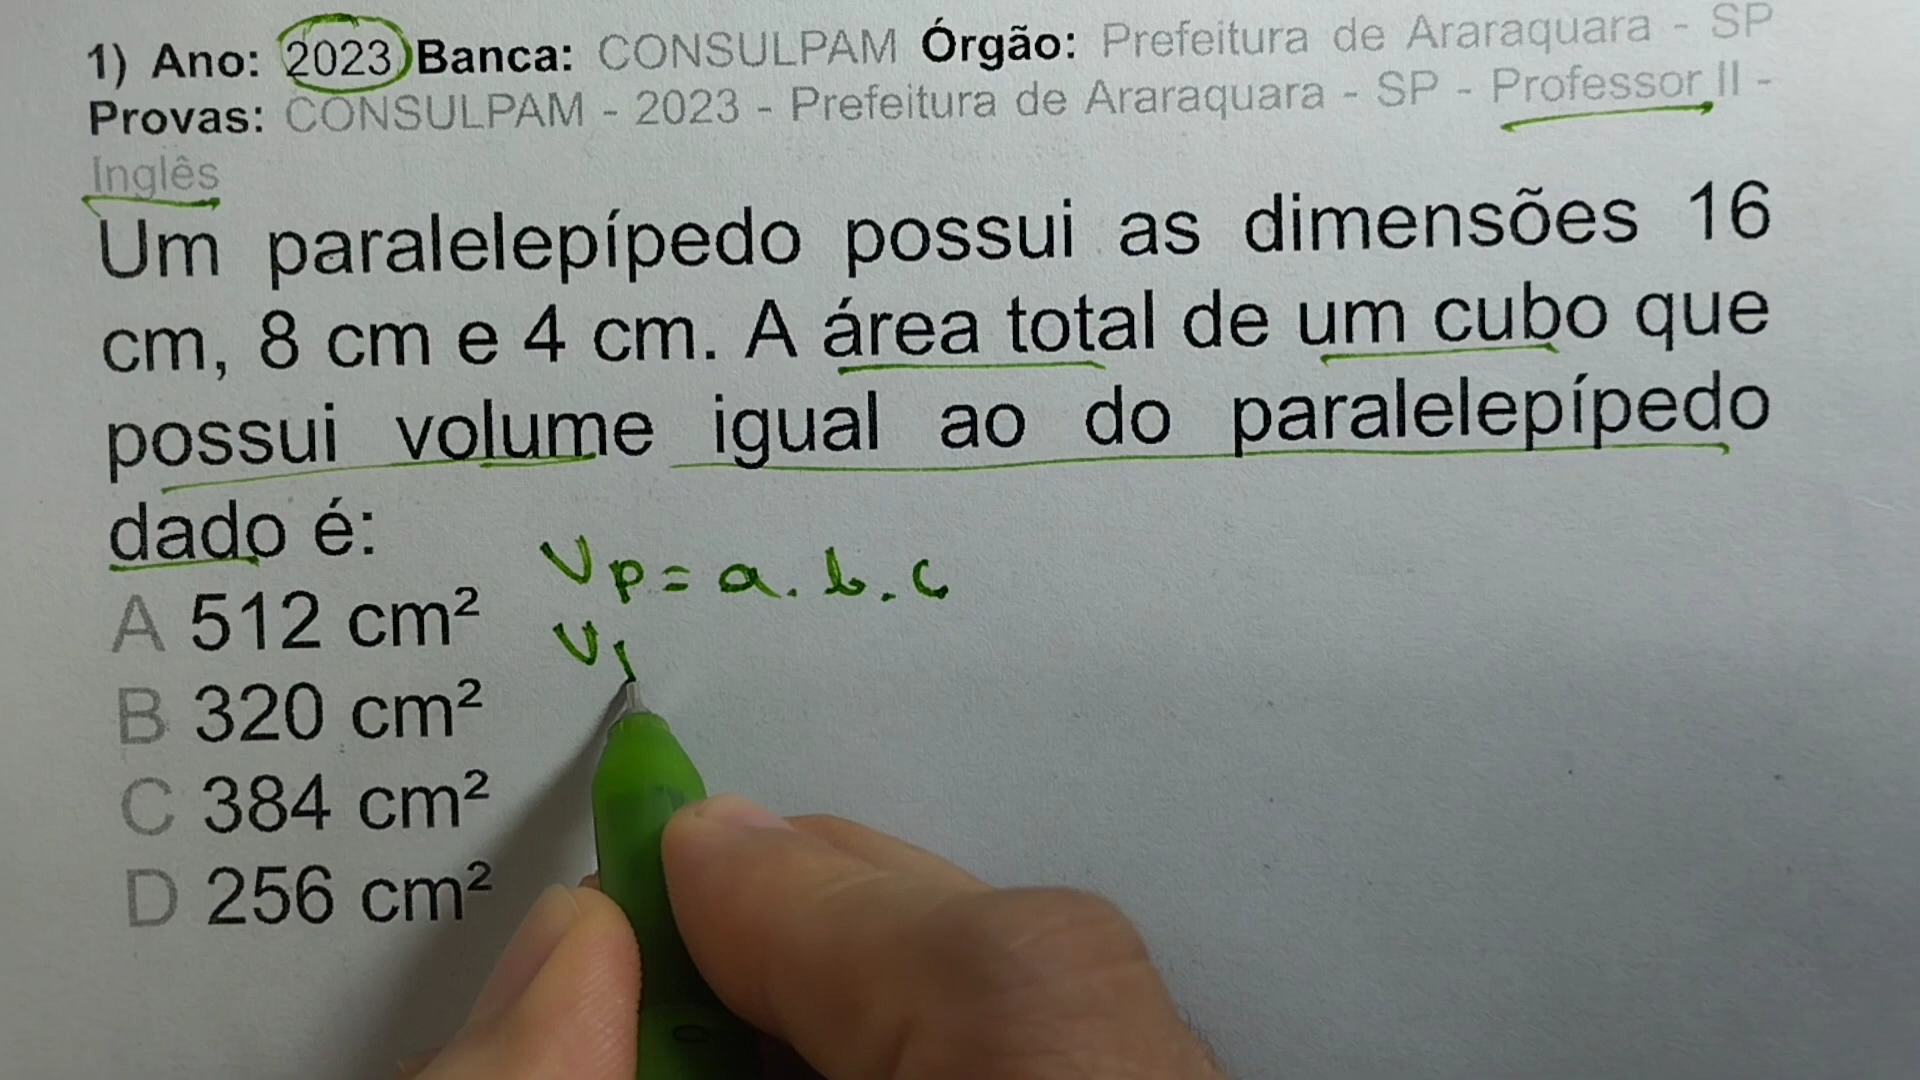 1) Ano: 2023 Banca: CONSULPAM Órgão: Prefeitura de Araraquara - SP
Provas: CONSULPAM - 2023 - Prefeitura de Araraquara - SP - Professor II -
Inglês
Um paralelepípedo possui as dimensões 16
cm, 8 cm e 4 cm. A área total de um cubo que
possui volume igual ao do paralelepípedo
dado é:
A 512 cm²
B 320 cm²
C 384 cm²
D 256 cm²
Vp = a . b . c
V